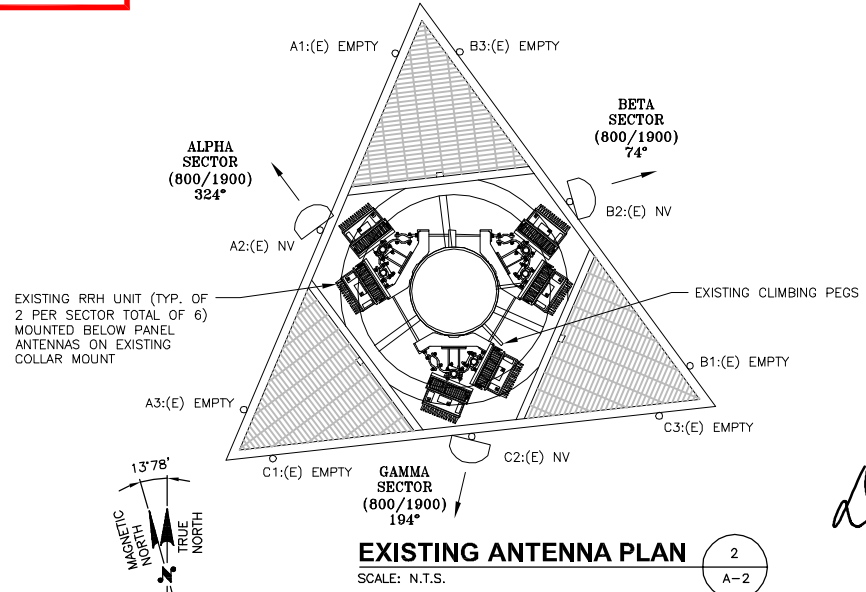 A1:(E) EMPTY
B3:(E) EMPTY
BETA
SECTOR
(800/1900)
74°
ALPHA
SECTOR
(800/1900)
324°
B2:(E) NV
A2:(E) NV
EXISTING RRH UNIT (TYP. OF
2 PER SECTOR TOTAL OF 6)
MOUNTED BELOW PANEL
ANTENNAS ON EXISTING
COLLAR MOUNT
EXISTING CLIMBING PEGS
B1:(E) EMPTY
A3:(E) EMPTY
C3:(E) EMPTY
C2:(E) NV
C1:(E) EMPTY
GAMMA
SECTOR
(800/1900)
194°
13°78'
MAGNETIC
NORTH
TRUE
NORTH
N
EXISTING ANTENNA PLAN
SCALE: N.T.S.
2
A-2